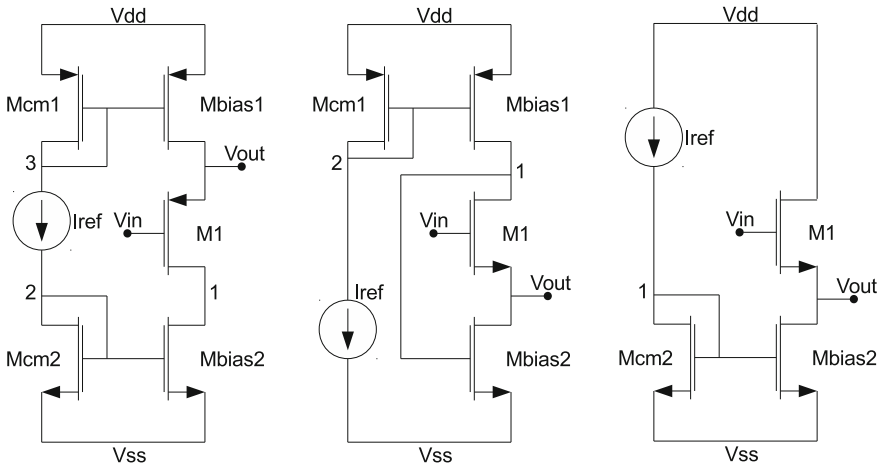 Vdd
Mcm1
Mbias1
3
Vout
Iref
Vin
M1
2
1
Mcm2
Mbias2
Vss
Vdd
Mcm1
Mbias1
2
1
Vin
M1
Iref
Vout
Mbias2
Vss
Vdd
Iref
Vin
M1
1
Vout
Mcm2
Mbias2
Vss